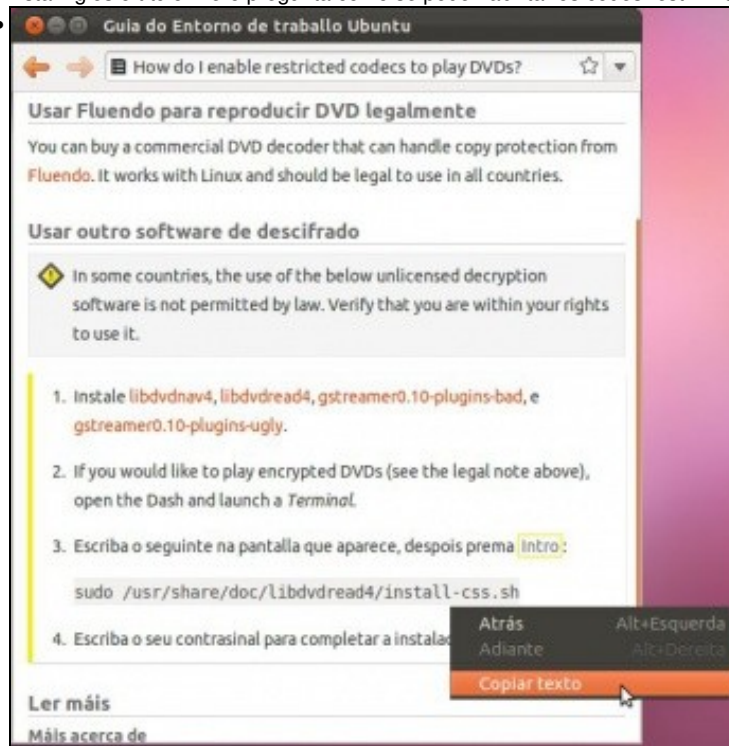 Guia do Entorno de traballo Ubuntu
How do I enable restricted codecs to play DVDs?
Usar Fluendo para reproducir DVD legalmente
You can buy a commercial DVD decoder that can handle copy protection from
Fluendo. It works with Linux and should be legal to use in all countries.
Usar outro software de descifrado
In some countries, the use of the below unlicensed decryption
software is not permitted by law. Verify that you are within your rights
to use it.
1. Instale libdvdnav4, libdvdread4, gstreamer0.10-plugins-bad, e
gstreamer0.10-plugins-ugly.
2. If you would like to play encrypted DVDs (see the legal note above),
open the Dash and launch a Terminal.
3. Escriba o seguinte na pantalla que aparece, despois prema Intro:
sudo /usr/share/doc/libdvdread4/install-css.sh
4. Escriba o seu contrasinal para completar a
Atrás Alt+Esquerda
Adiante Alt+Dereita
Copiar texto
Ler máis
Máis acerca de